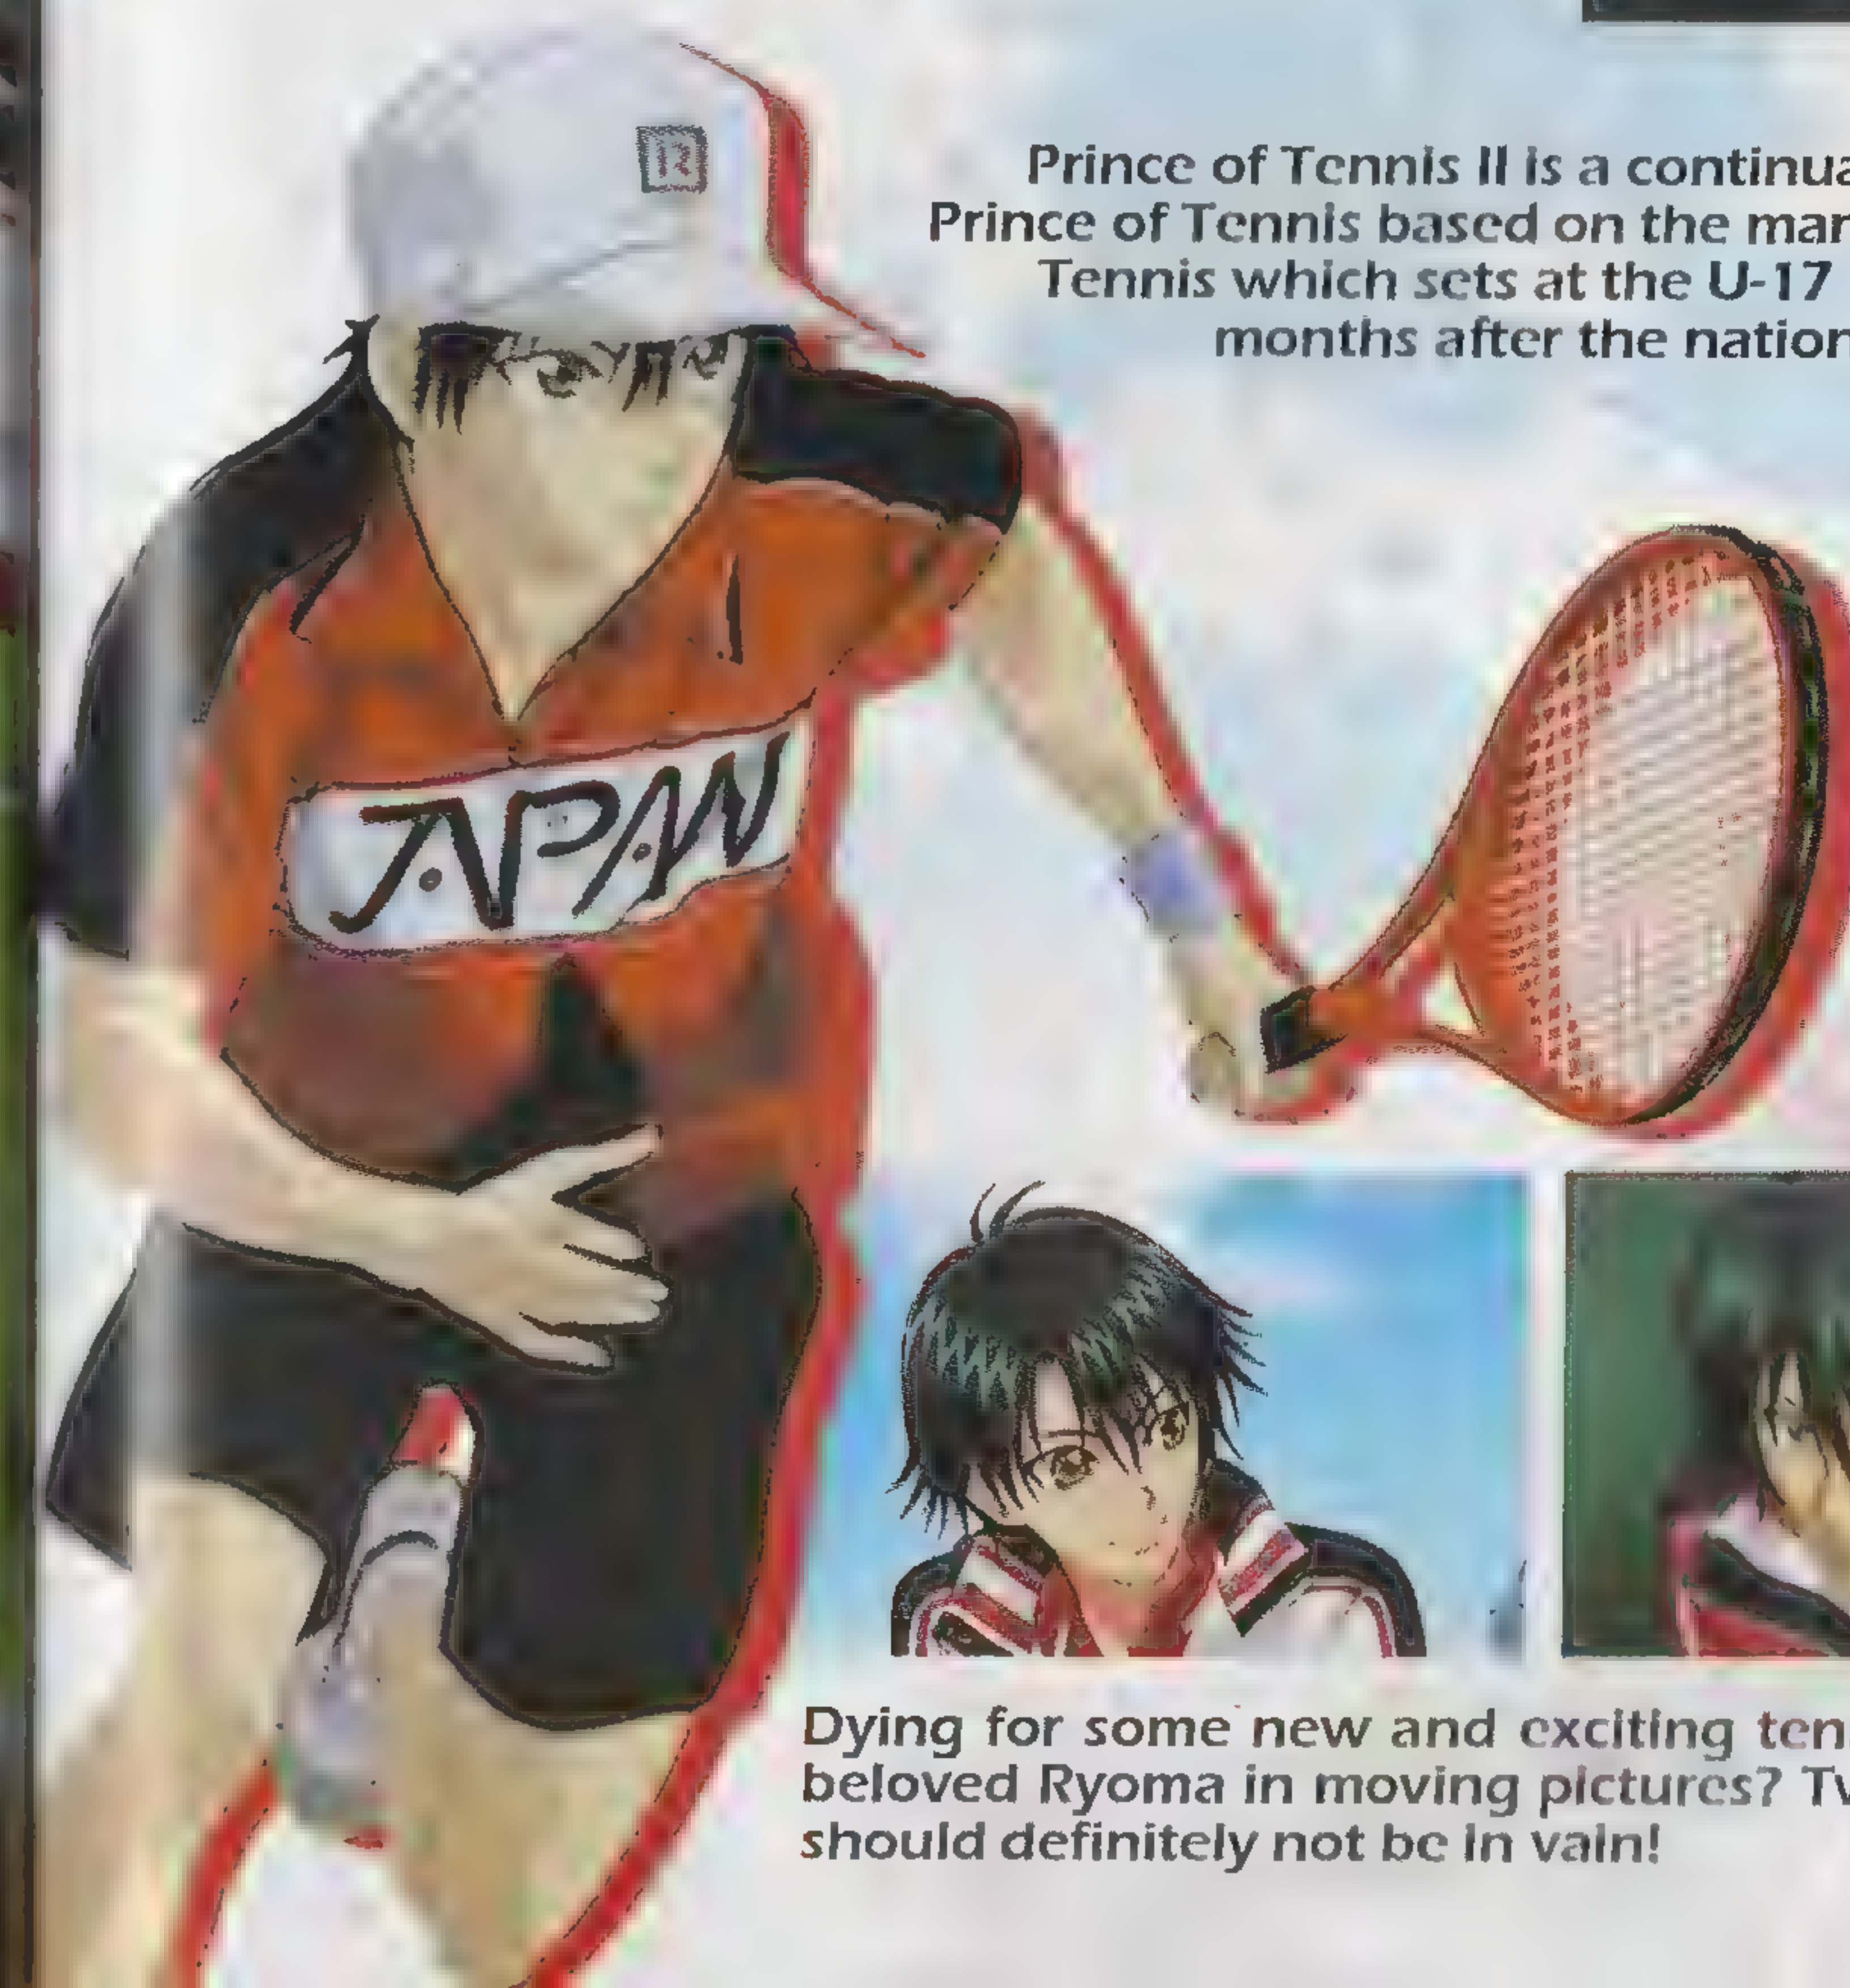 R
Prince of Tennis II is a continua
Prince of Tennis based on the mar
Tennis which sets at the U-17
months after the nation
JAPAN
Dying for some new and exciting ten
beloved Ryoma in moving pictures? Tv
should definitely not be in vain!